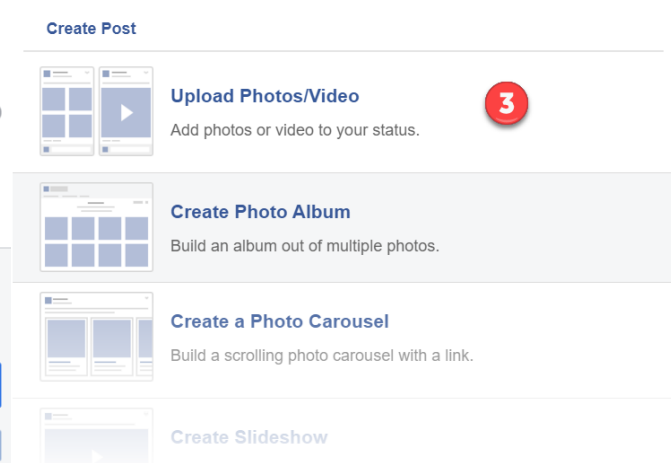 Create Post
Upload Photos/Video
3
Add photos or video to your status.
Create Photo Album
Build an album out of multiple photos.
Create a Photo Carousel
Build a scrolling photo carousel with a link.
Create Slideshow